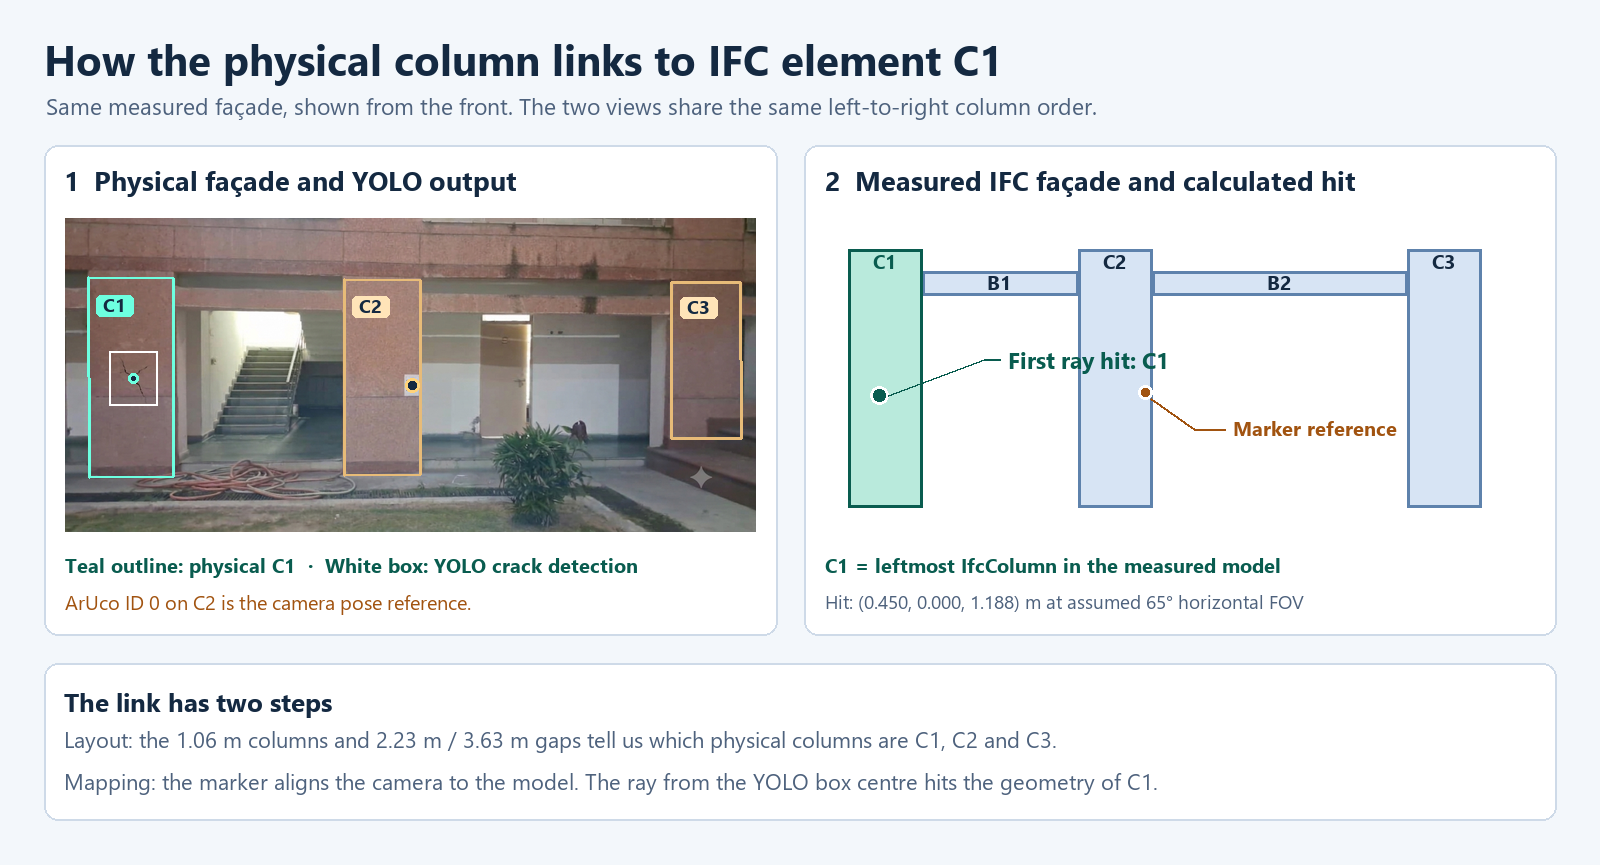 How the physical column links to IFC element C1
Same measured façade, shown from the front. The two views share the same left-to-right column order.
1 Physical façade and YOLO output
C1
C2
C3
Teal outline: physical C1 · White box: YOLO crack detection
ArUco ID 0 on C2 is the camera pose reference.
2 Measured IFC façade and calculated hit
C1
C2
C3
B1
B2
First ray hit: C1
Marker reference
C1 = leftmost IfcColumn in the measured model
Hit: (0.450, 0.000, 1.188) m at assumed 65° horizontal FOV
The link has two steps
Layout: the 1.06 m columns and 2.23 m / 3.63 m gaps tell us which physical columns are C1, C2 and C3.
Mapping: the marker aligns the camera to the model. The ray from the YOLO box centre hits the geometry of C1.